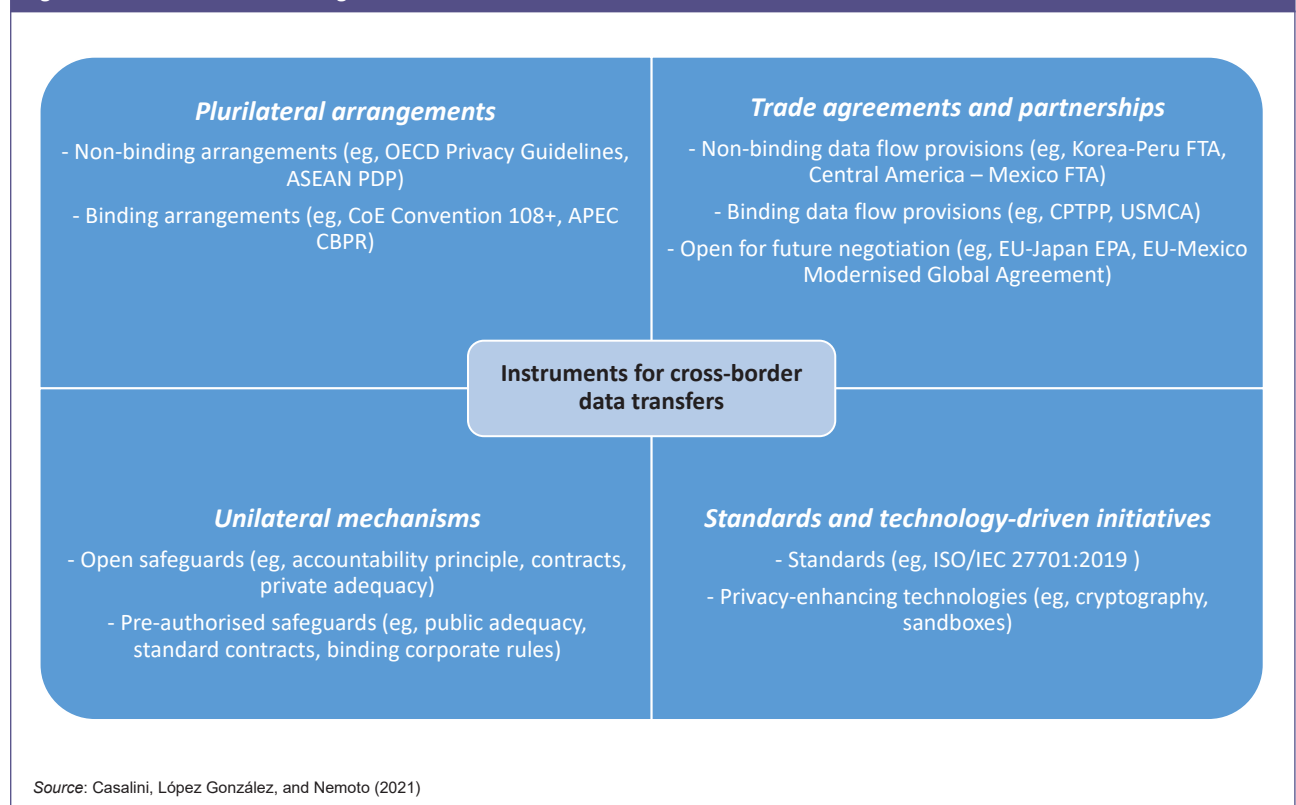 Plurilateral arrangements
- Non-binding arrangements (eg, OECD Privacy Guidelines,
ASEAN PDP)
- Binding arrangements (eg, CoE Convention 108+, APEC
CBPR)
Trade agreements and partnerships
- Non-binding data flow provisions (eg, Korea-Peru FTA,
Central America – Mexico FTA)
- Binding data flow provisions (eg, CPTPP, USMCA)
- Open for future negotiation (eg, EU-Japan EPA, EU-Mexico
Modernised Global Agreement)
Instruments for cross-border
data transfers
Unilateral mechanisms
- Open safeguards (eg, accountability principle, contracts,
private adequacy)
- Pre-authorised safeguards (eg, public adequacy,
standard contracts, binding corporate rules)
Standards and technology-driven initiatives
- Standards (eg, ISO/IEC 27701:2019 )
- Privacy-enhancing technologies (eg, cryptography,
sandboxes)
Source: Casalini, López González, and Nemoto (2021)